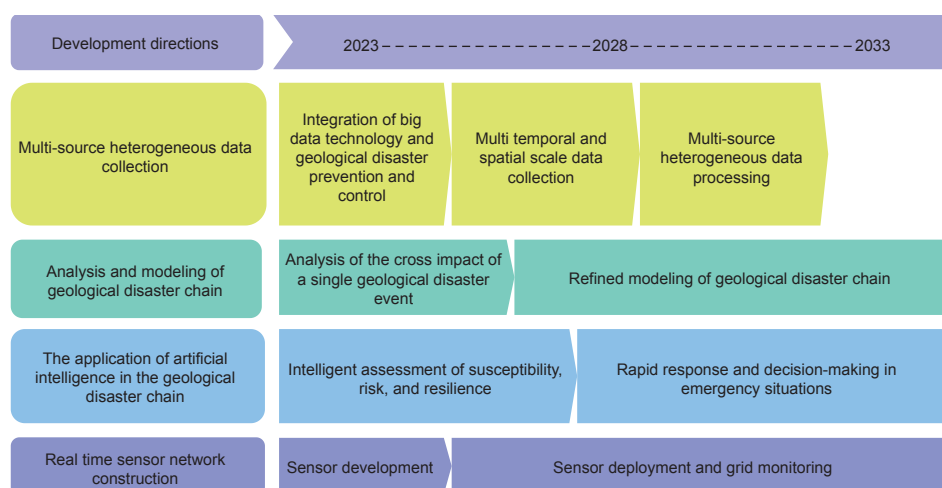 Development directions
2023 – – – – – – – – – – – – – – – – 2028 – – – – – – – – – – – – – – – – – 2033
Multi-source heterogeneous data
collection
Integration of big
data technology and
geological disaster
prevention and
control
Multi temporal and
spatial scale data
collection
Multi-source
heterogeneous data
processing
Analysis and modeling of
geological disaster chain
Analysis of the cross impact of
a single geological disaster
event
Refined modeling of geological disaster chain
The application of artificial
intelligence in the geological
disaster chain
Intelligent assessment of susceptibility,
risk, and resilience
Rapid response and decision-making in
emergency situations
Real time sensor network
construction
Sensor development
Sensor deployment and grid monitoring